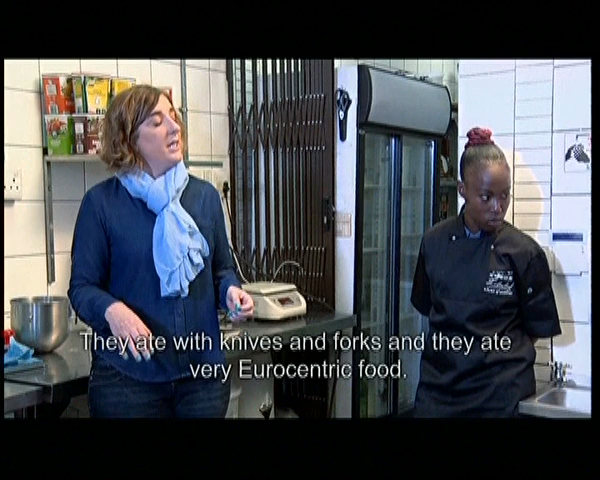 They ate with knives and forks and they ate
very Eurocentric food.